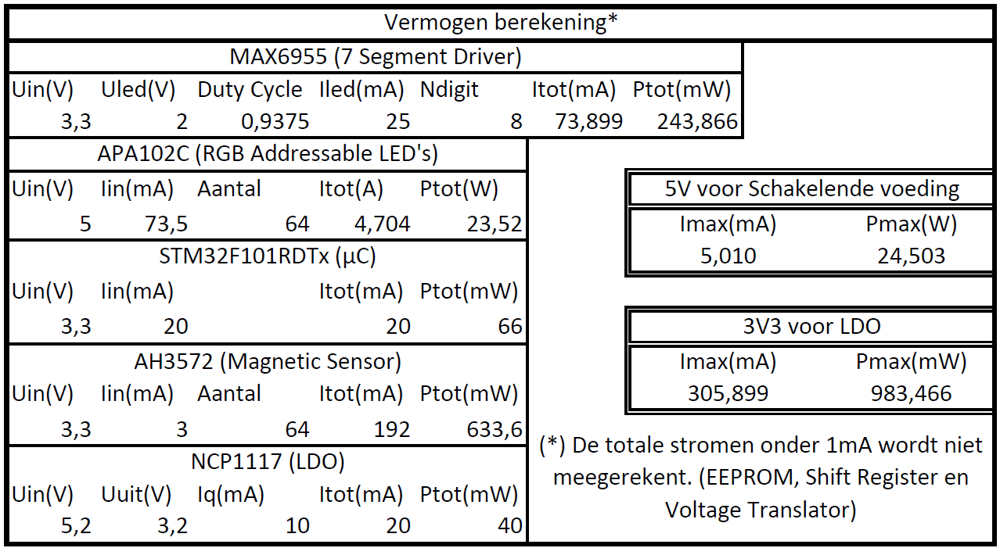 Vermogen berekening*
MAX6955 (7 Segment Driver)
Uin(V) Uled(V) Duty Cycle Iled(mA) Ndigit Itot(mA) Ptot(mW)
3,3 2 0,9375 25 8 73,899 243,866
APA102C (RGB Addressable LED's)
Uin(V) Iin(mA) Aantal Itot(A) Ptot(W)
5 73,5 64 4,704 23,52
STM32F101RDTx (µC)
Uin(V) Iin(mA) Itot(mA) Ptot(mW)
3,3 20 20 66
AH3572 (Magnetic Sensor)
Uin(V) Iin(mA) Aantal Itot(mA) Ptot(mW)
3,3 3 64 192 633,6
NCP1117 (LDO)
Uin(V) Uuit(V) Iq(mA) Itot(mA) Ptot(mW)
5,2 3,2 10 20 40
5V voor Schakelende voeding
Imax(mA) Pmax(W)
5,010 24,503
3V3 voor LDO
Imax(mA) Pmax(mW)
305,899 983,466
(*) De totale stromen onder 1mA wordt niet
meegerekent. (EEPROM, Shift Register en
Voltage Translator)